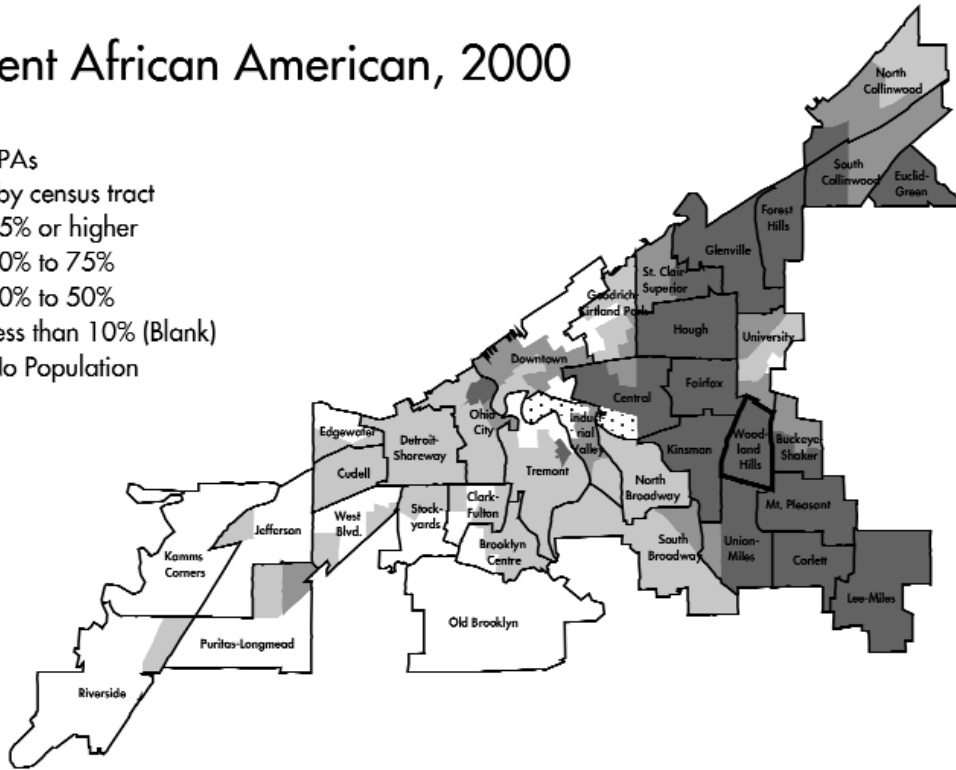 ent African American, 2000
PAs
by census tract
5% or higher
0% to 75%
0% to 50%
ess than 10% (Blank)
No Population
North
Collinwood
South
Collinwood
Euclid-
Green
Forest
Hills
Glenville
St. Clair-
Superior
Goodrich-
Kirtland Park
Hough
University
Downtown
Fairfox
Central
Ohio
City
Indust-
rial
Valley
Edgewater
Detroit-
Shoreway
Wood-
land
Hills
Buckeye-
Shaker
Kinsman
Cudell
Tremont
North
Broadway
Clark-
Fulton
Stock-
yards
Mt. Pleasant
West
Blvd.
Jefferson
Kamms
Corners
Brooklyn
Centre
South
Broadway
Union-
Miles
Corlett
Lee-Miles
Old Brooklyn
Puritas-Longmead
Riverside